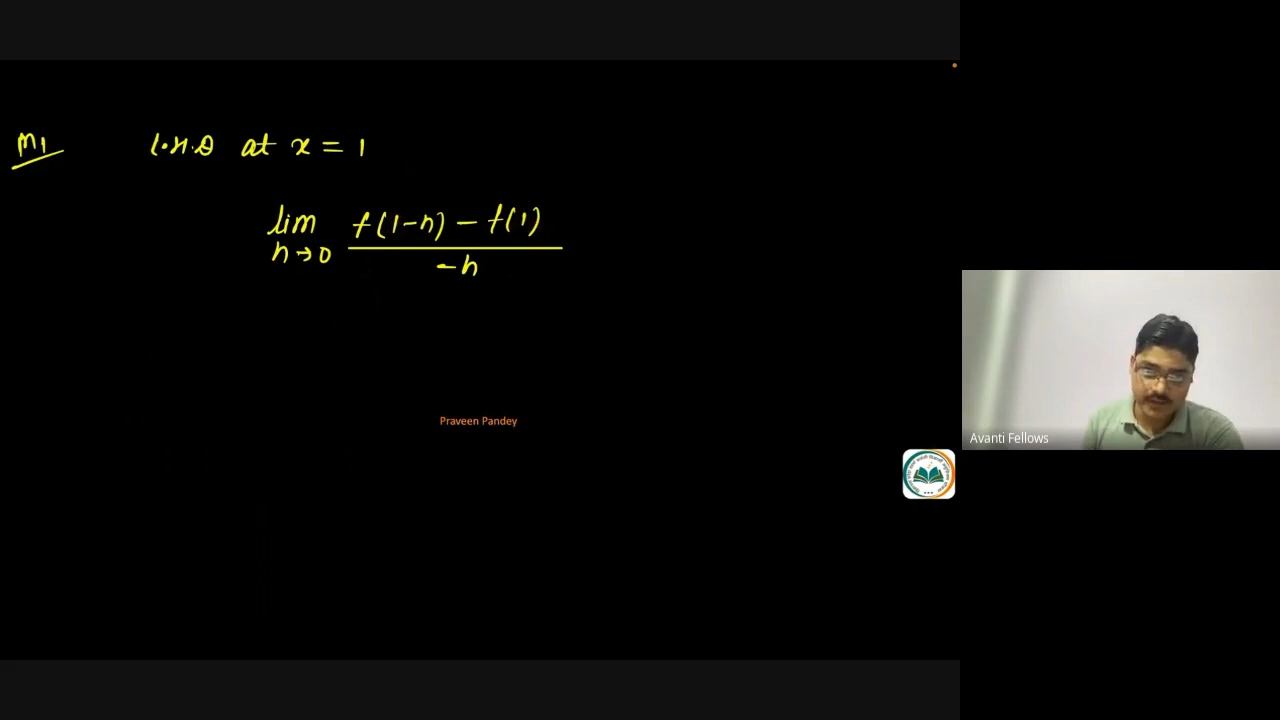 M1 L.H.D at x = 1
lim f(1-h) - f(1)
h→0 -h
Praveen Pandey
Avanti Fellows